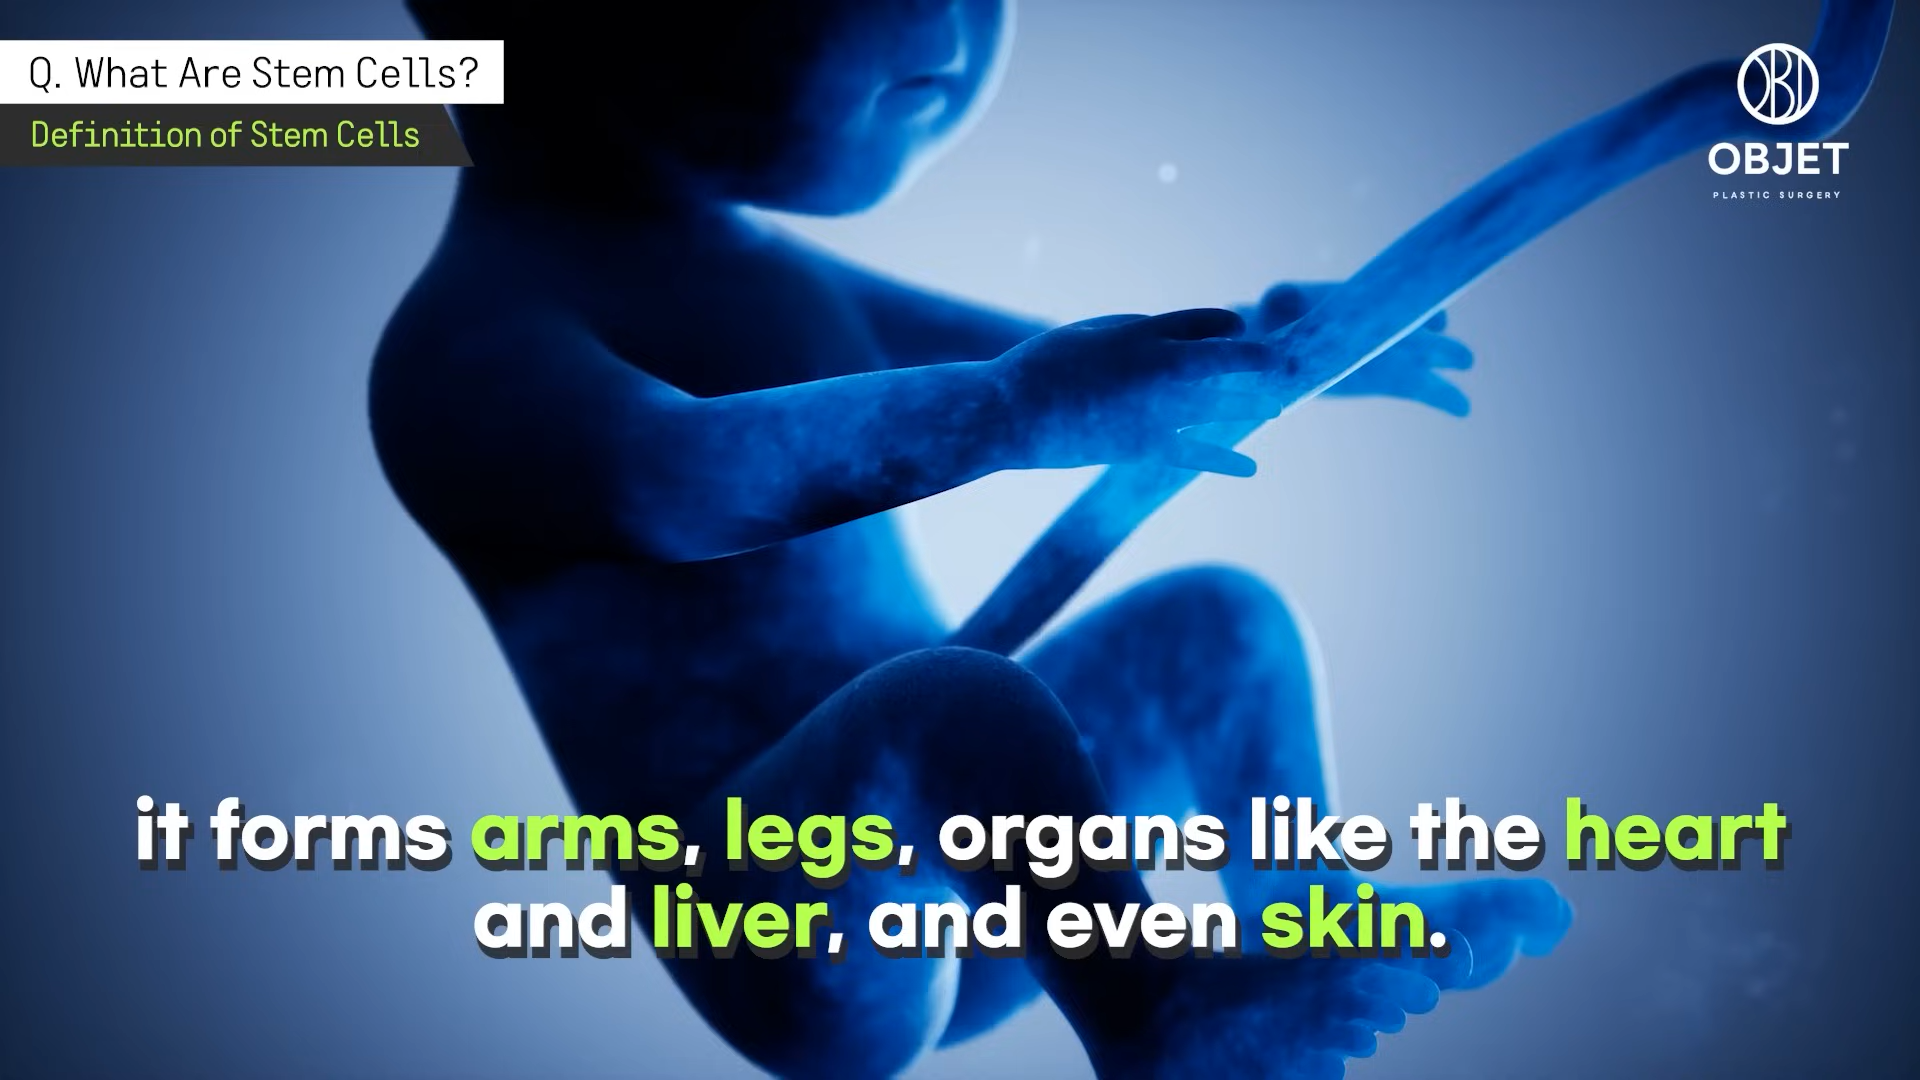 Q. What Are Stem Cells?
Definition of Stem Cells
OBJET
PLASTIC SURGERY
it forms arms, legs, organs like the heart
and liver, and even skin.